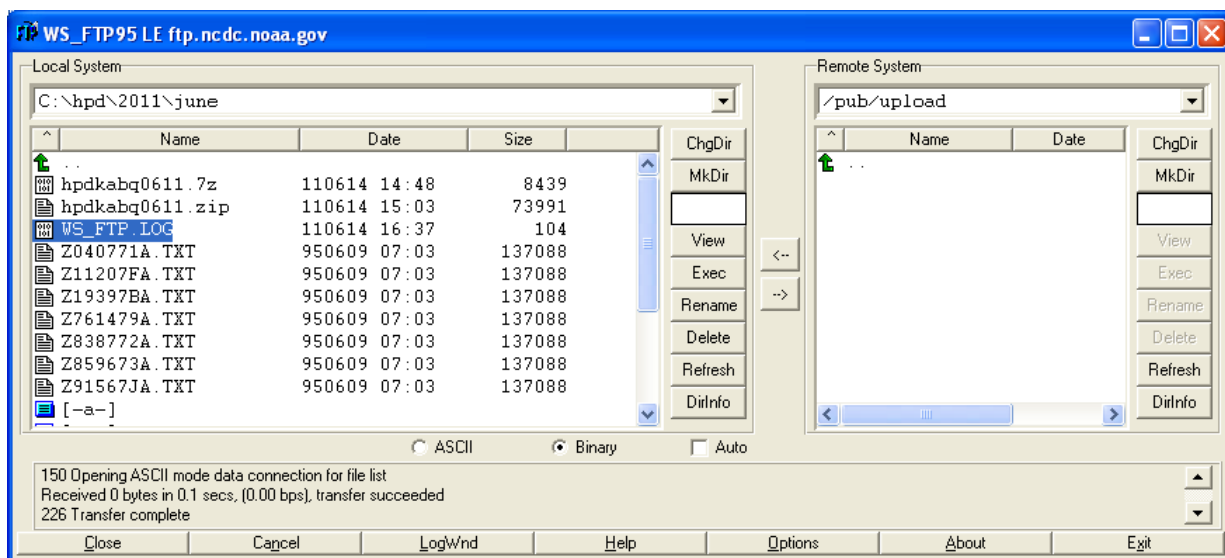 WS_FTP95 LE ftp.ncdc.noaa.gov
Local System
C:\hpd\2011\june
^ Name Date Size
..
hpdkabq0611.7z 110614 14:48 8439
hpdkabq0611.zip 110614 15:03 73991
WS_FTP.LOG 110614 16:37 104
Z040771A.TXT 950609 07:03 137088
Z11207FA.TXT 950609 07:03 137088
Z19397BA.TXT 950609 07:03 137088
Z761479A.TXT 950609 07:03 137088
Z838772A.TXT 950609 07:03 137088
Z859673A.TXT 950609 07:03 137088
Z91567JA.TXT 950609 07:03 137088
[-a-]
ChgDir
MkDir
View
Exec
Rename
Delete
Refresh
DirInfo
<--
-->
Remote System
/pub/upload
^ Name Date
..
ChgDir
MkDir
View
Exec
Rename
Delete
Refresh
DirInfo
ASCII Binary Auto
150 Opening ASCII mode data connection for file list
Received 0 bytes in 0.1 secs, (0.00 bps), transfer succeeded
226 Transfer complete
Close Cancel LogWnd Help Options About Exit